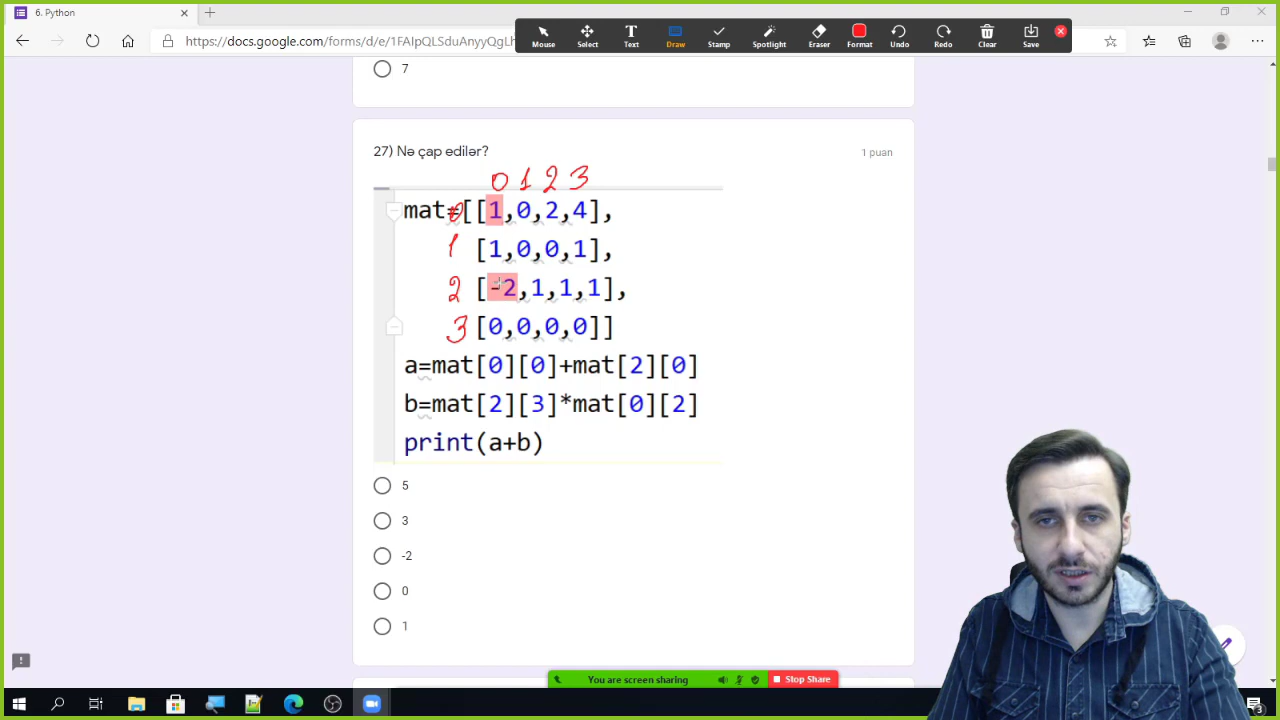 6. Python
https://docs.google.com/forms/d/e/1FAIpQLSduAnyyQgLh
Mouse
Select
Text
Draw
Stamp
Spotlight
Eraser
Format
Undo
Redo
Clear
Save
7
27) Nə çap edilər?
1 puan
0 1 2 3
0
mat=[[1,0,2,4],
1
[1,0,0,1],
2
[-2,1,1,1],
3
[0,0,0,0]]
a=mat[0][0]+mat[2][0]
b=mat[2][3]*mat[0][2]
print(a+b)
5
3
-2
0
1
You are screen sharing
Stop Share
3